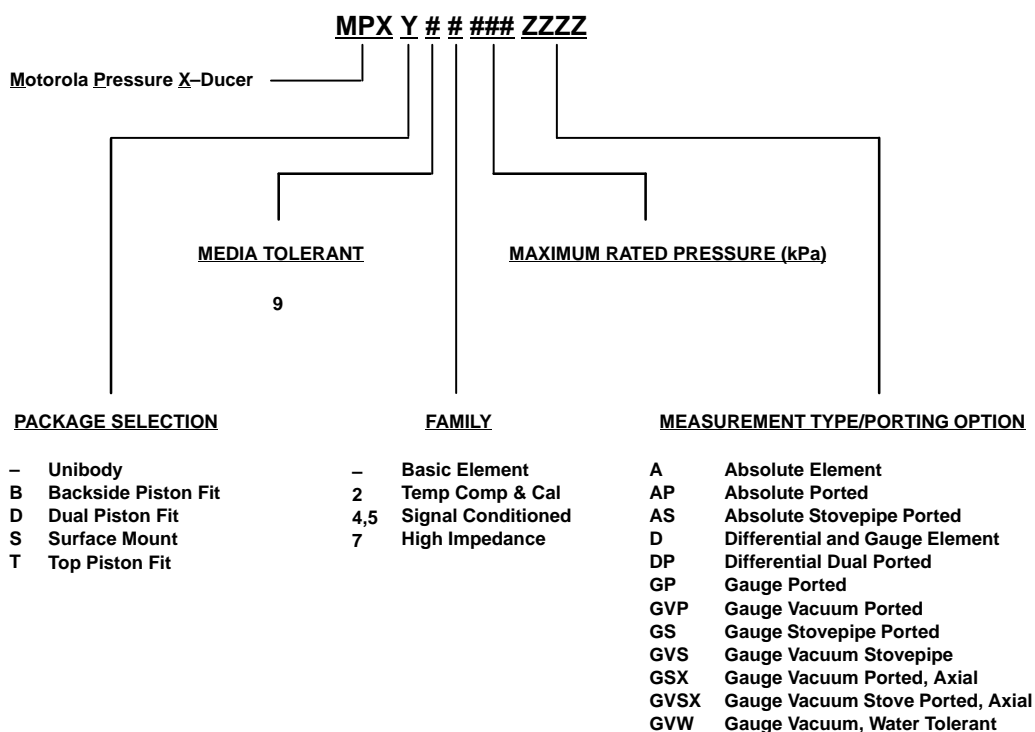 MPX Y # # ### ZZZZ
Motorola Pressure X–Ducer
MEDIA TOLERANT
9
MAXIMUM RATED PRESSURE (kPa)
PACKAGE SELECTION
– Unibody
B Backside Piston Fit
D Dual Piston Fit
S Surface Mount
T Top Piston Fit
FAMILY
– Basic Element
2 Temp Comp & Cal
4,5 Signal Conditioned
7 High Impedance
MEASUREMENT TYPE/PORTING OPTION
A Absolute Element
AP Absolute Ported
AS Absolute Stovepipe Ported
D Differential and Gauge Element
DP Differential Dual Ported
GP Gauge Ported
GVP Gauge Vacuum Ported
GS Gauge Stovepipe Ported
GVS Gauge Vacuum Stovepipe
GSX Gauge Vacuum Ported, Axial
GVSX Gauge Vacuum Stove Ported, Axial
GVW Gauge Vacuum, Water Tolerant